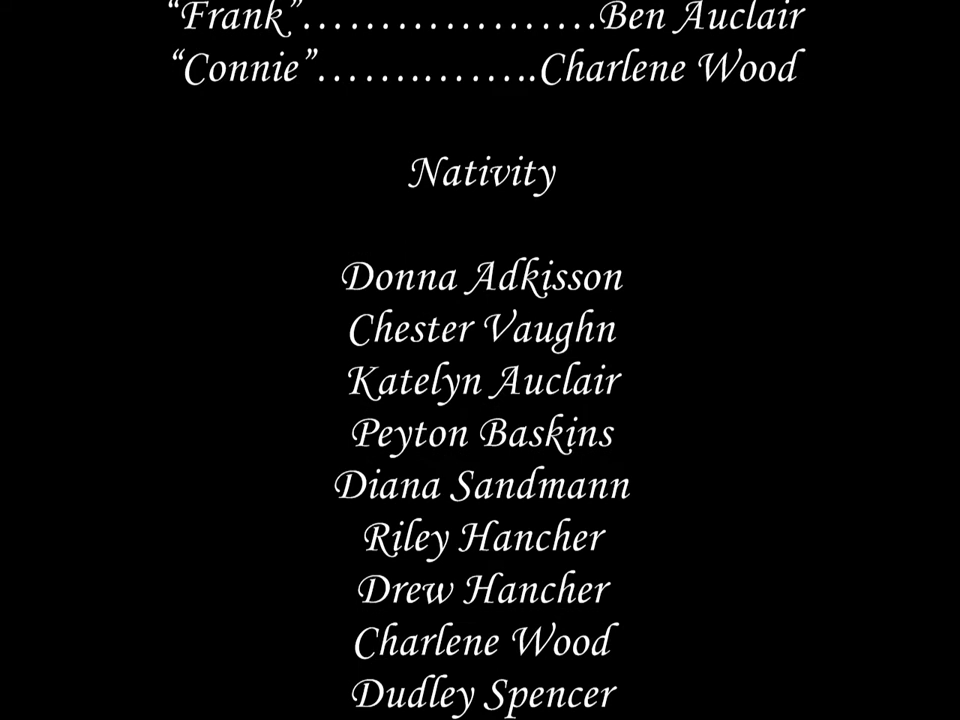 “Frank”……………….Ben Auclair
“Connie”…….……..Charlene Wood
Nativity
Donna Adkisson
Chester Vaughn
Katelyn Auclair
Peyton Baskins
Diana Sandmann
Riley Hancher
Drew Hancher
Charlene Wood
Dudley Spencer